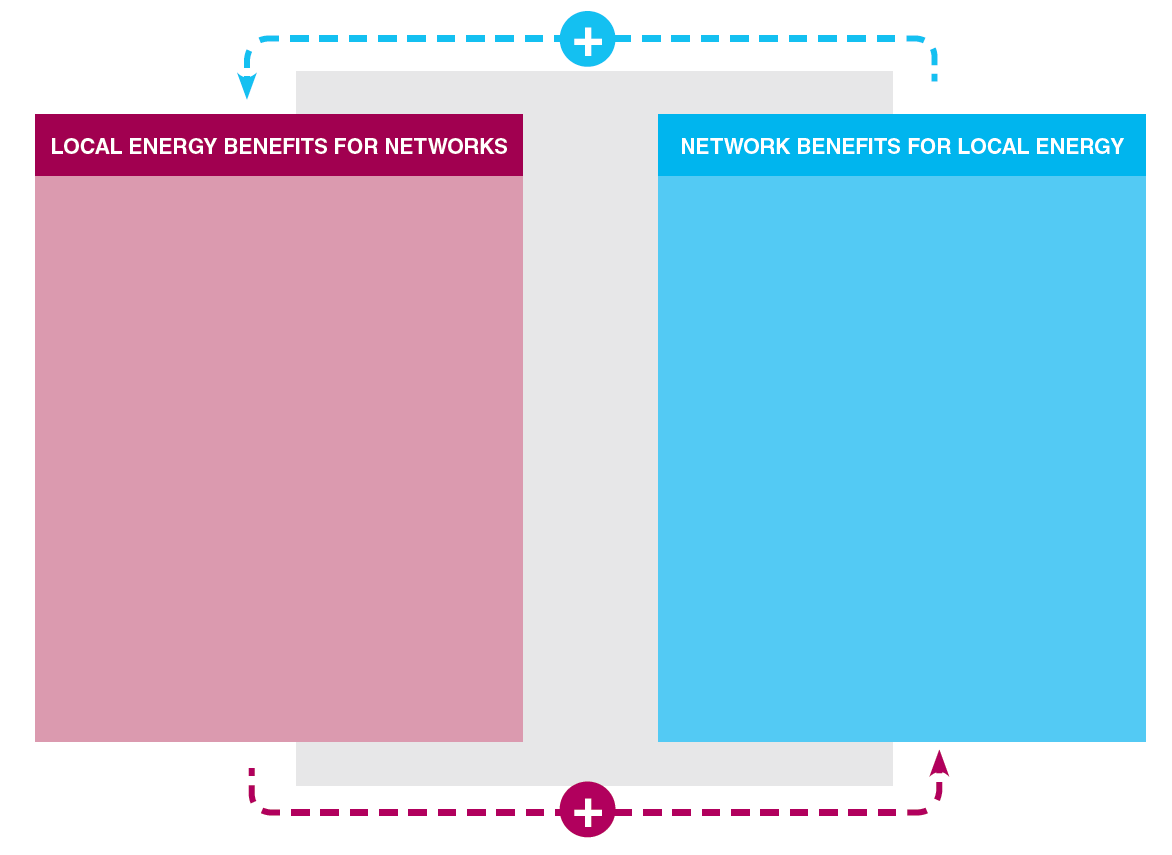 +
LOCAL ENERGY BENEFITS FOR NETWORKS
NETWORK BENEFITS FOR LOCAL ENERGY
+